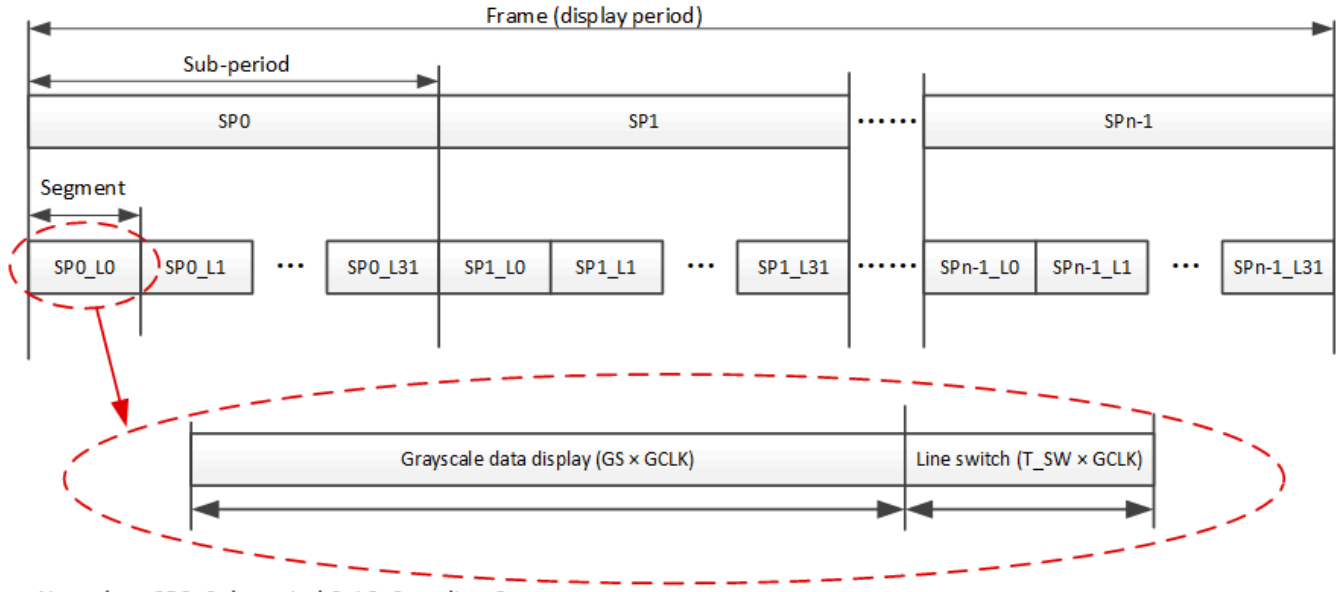 Frame (display period)
Sub-period
SP0 SP1 ······ SPn-1
Segment
SP0_L0 SP0_L1 ··· SP0_L31 SP1_L0 SP1_L1 ··· SP1_L31 ······ SPn-1_L0 SPn-1_L1 ··· SPn-1_L31
Grayscale data display (GS × GCLK) Line switch (T_SW × GCLK)